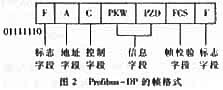 F A C PKW PZD FCS F
01111110
标志 地址 控制 信息 帧校验 标志
字段 字段 字段 字段 字段 字段
图 2 Profibus-DP 的帧格式